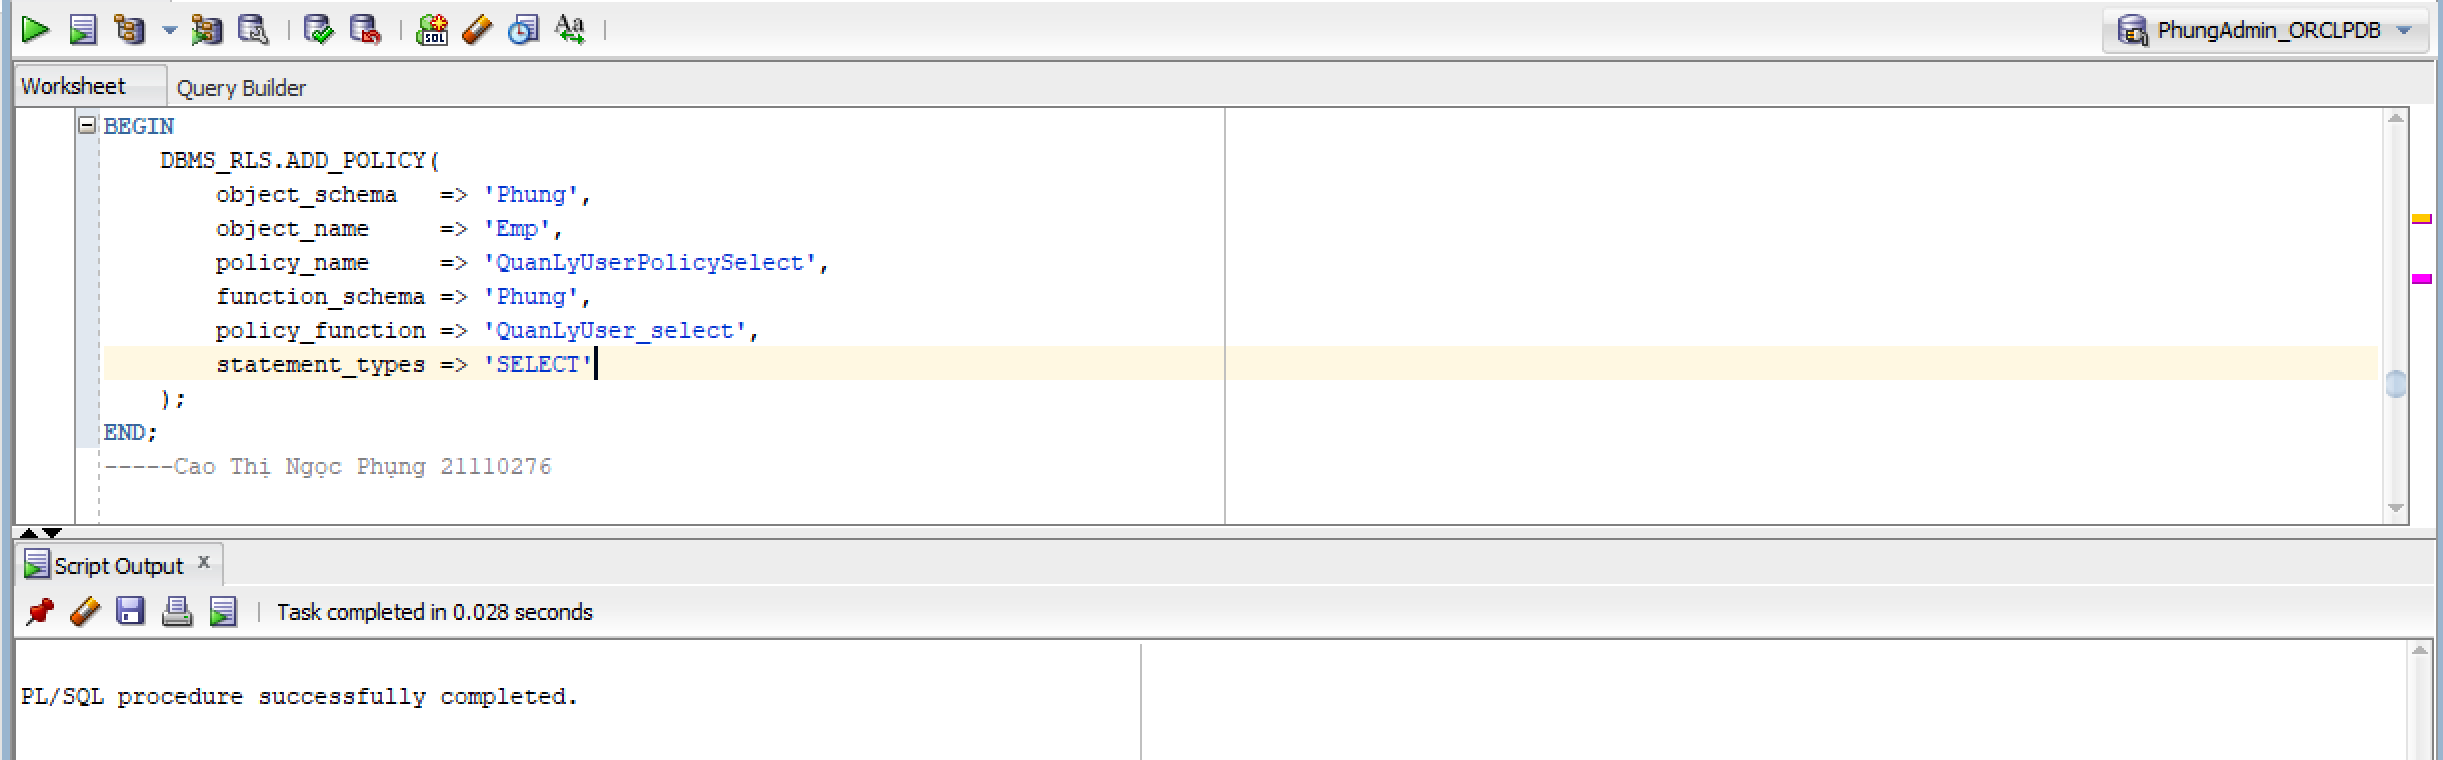 PhungAdmin_ORCLPDB
Worksheet
Query Builder
BEGIN
DBMS_RLS.ADD_POLICY(
object_schema => 'Phung',
object_name => 'Emp',
policy_name => 'QuanLyUserPolicySelect',
function_schema => 'Phung',
policy_function => 'QuanLyUser_select',
statement_types => 'SELECT'
);
END;
-----Cao Thị Ngọc Phụng 21110276
Script Output x
Task completed in 0.028 seconds
PL/SQL procedure successfully completed.